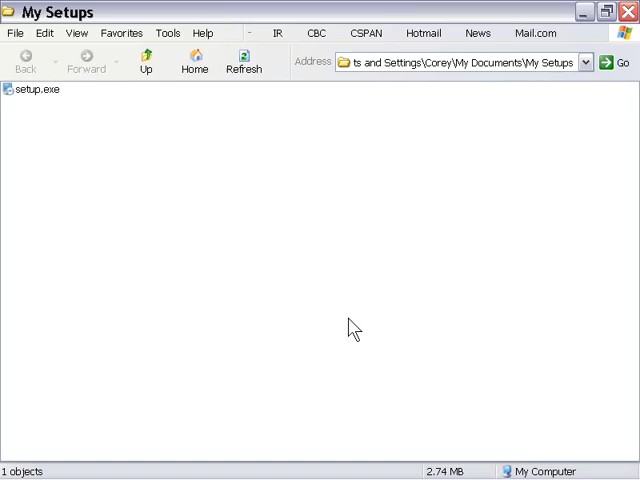 My Setups
File Edit View Favorites Tools Help - IR CBC CSPAN Hotmail News Mail.com
Back Forward Up Home Refresh Address ts and Settings\Corey\My Documents\My Setups Go
setup.exe
1 objects 2.74 MB My Computer